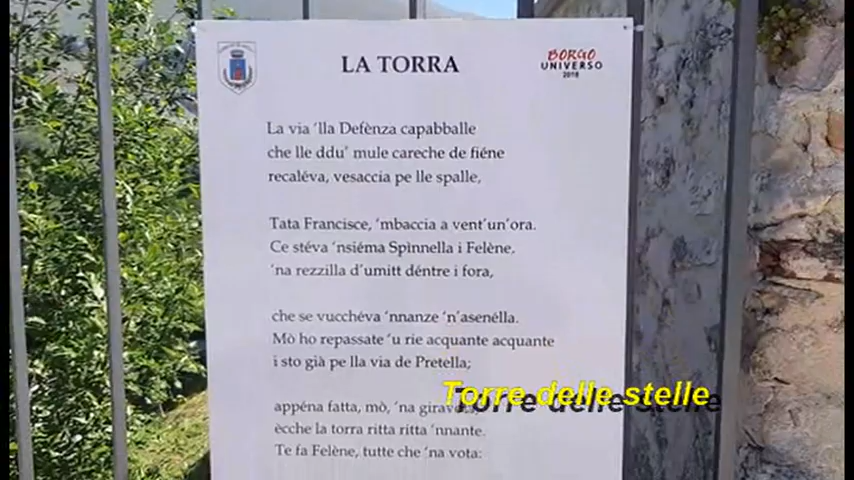 LA TORRA
BORGO
UNIVERSO
2018
La via 'lla Defènza capabballe
che lle ddu' mule careche de fiéne
recaléva, vesaccia pe lle spalle,
Tata Francisce, 'mbaccia a vent'un'ora.
Ce stéva 'nsiéma Spinnella i Felène,
'na rezzilla d'umitt déntre i fora,
che se vucchéva 'nnanze 'n'asenélla.
Mò ho repassate 'u rie acquante acquante
i sto già pe lla via de Pretella;
appéna fatta, mò, 'na
ècche la torra ritta ritta 'nnante.
Te fa Felène, tutte che 'na vota:
Torre delle stelle